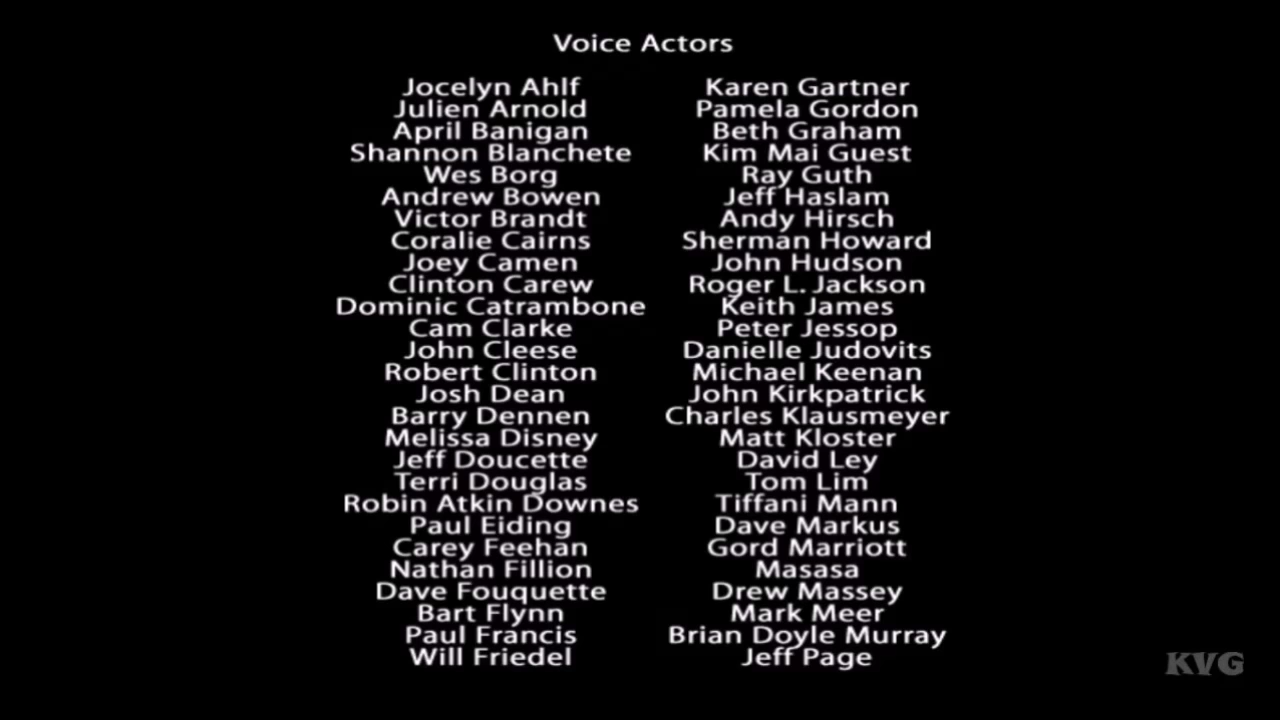 Voice Actors
Jocelyn Ahlf
Julien Arnold
April Banigan
Shannon Blanchete
Wes Borg
Andrew Bowen
Victor Brandt
Coralie Cairns
Joey Camen
Clinton Carew
Dominic Catrambone
Cam Clarke
John Cleese
Robert Clinton
Josh Dean
Barry Dennen
Melissa Disney
Jeff Doucette
Terri Douglas
Robin Atkin Downes
Paul Eiding
Carey Feehan
Nathan Fillion
Dave Fouquette
Bart Flynn
Paul Francis
Will Friedel
Karen Gartner
Pamela Gordon
Beth Graham
Kim Mai Guest
Ray Guth
Jeff Haslam
Andy Hirsch
Sherman Howard
John Hudson
Roger L. Jackson
Keith James
Peter Jessop
Danielle Judovits
Michael Keenan
John Kirkpatrick
Charles Klausmeyer
Matt Kloster
David Ley
Tom Lim
Tiffani Mann
Dave Markus
Gord Marriott
Masasa
Drew Massey
Mark Meer
Brian Doyle Murray
Jeff Page
KVG